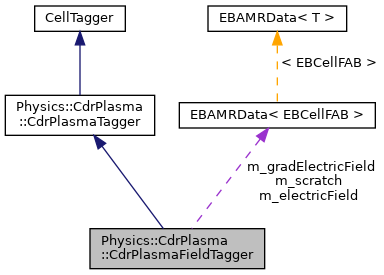 CellTagger
EBAMRData< T >
< EBCellFAB >
Physics::CdrPlasma
::CdrPlasmaTagger
EBAMRData< EBCellFAB >
m_gradElectricField
m_scratch
m_electricField
Physics::CdrPlasma
::CdrPlasmaFieldTagger